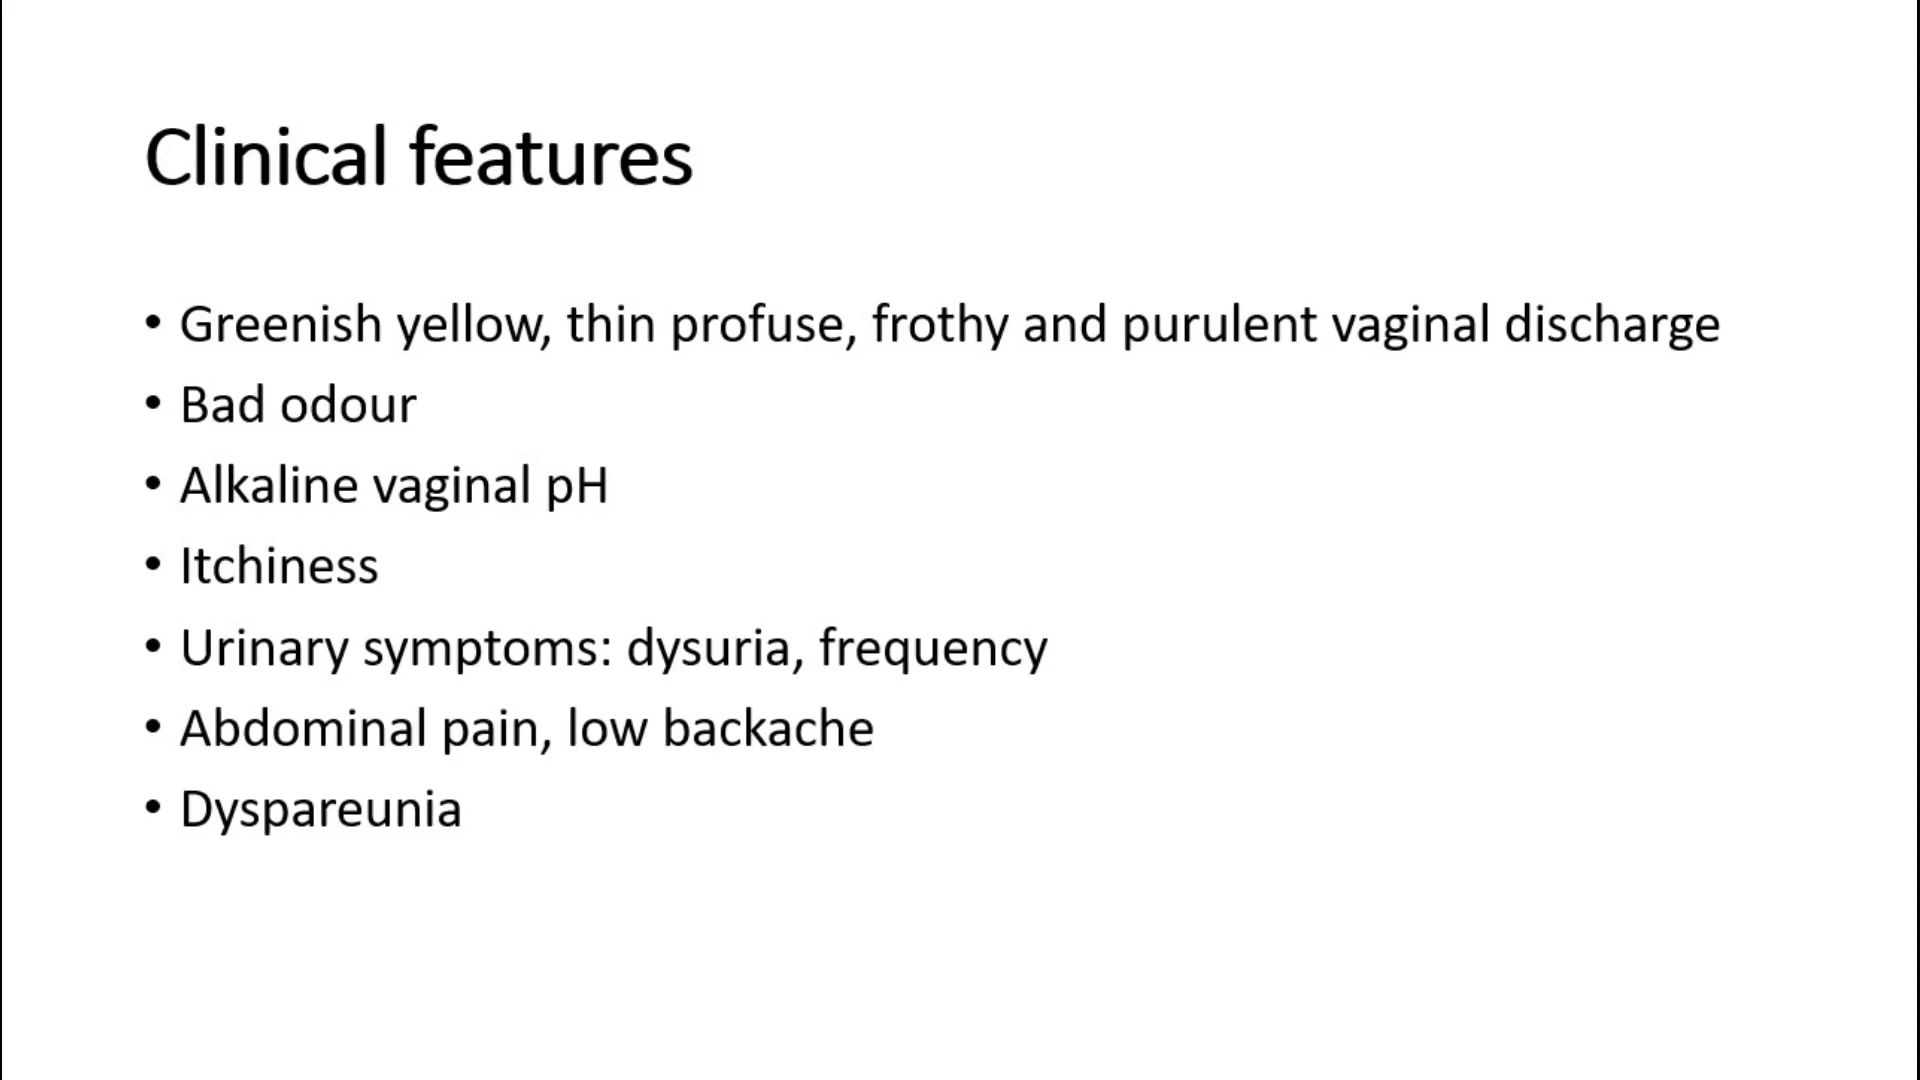 Clinical features
• Greenish yellow, thin profuse, frothy and purulent vaginal discharge
• Bad odour
• Alkaline vaginal pH
• Itchiness
• Urinary symptoms: dysuria, frequency
• Abdominal pain, low backache
• Dyspareunia